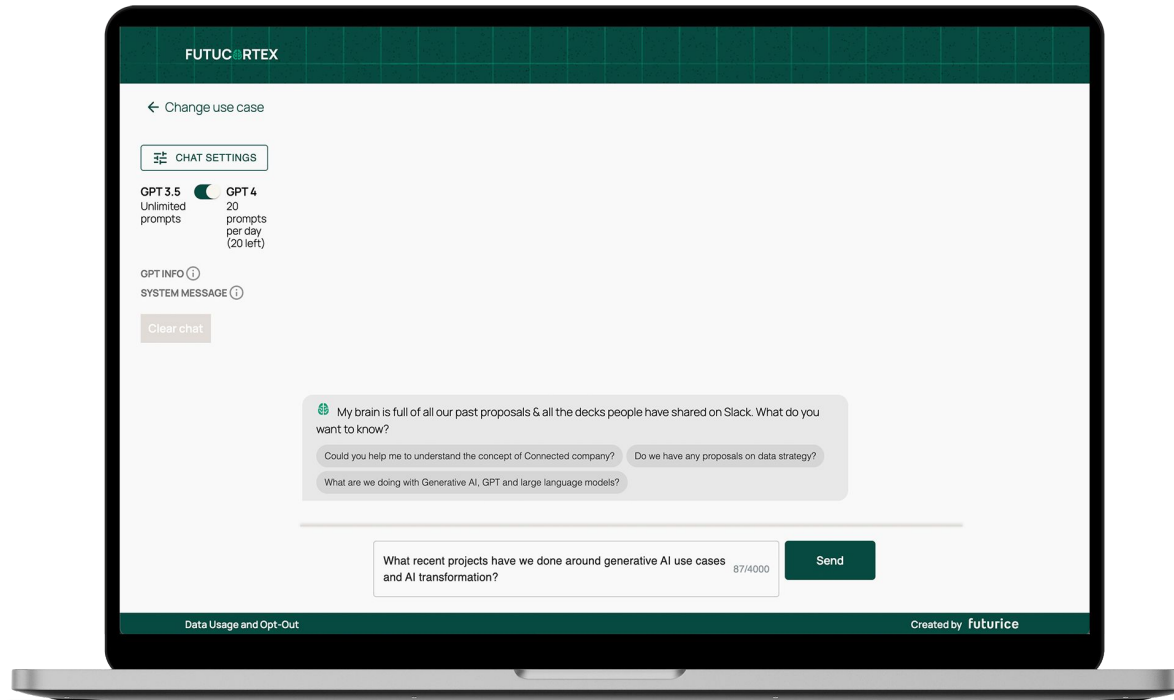 FUTUCORTEX
← Change use case
CHAT SETTINGS
GPT 3.5
Unlimited
prompts
GPT 4
20
prompts
per day
(20 left)
GPT INFO
SYSTEM MESSAGE
Clear chat
My brain is full of all our past proposals & all the decks people have shared on Slack. What do you
want to know?
Could you help me to understand the concept of Connected company?
Do we have any proposals on data strategy?
What are we doing with Generative AI, GPT and large language models?
What recent projects have we done around generative AI use cases
and AI transformation?
87/4000
Send
Data Usage and Opt-Out
Created by futurice